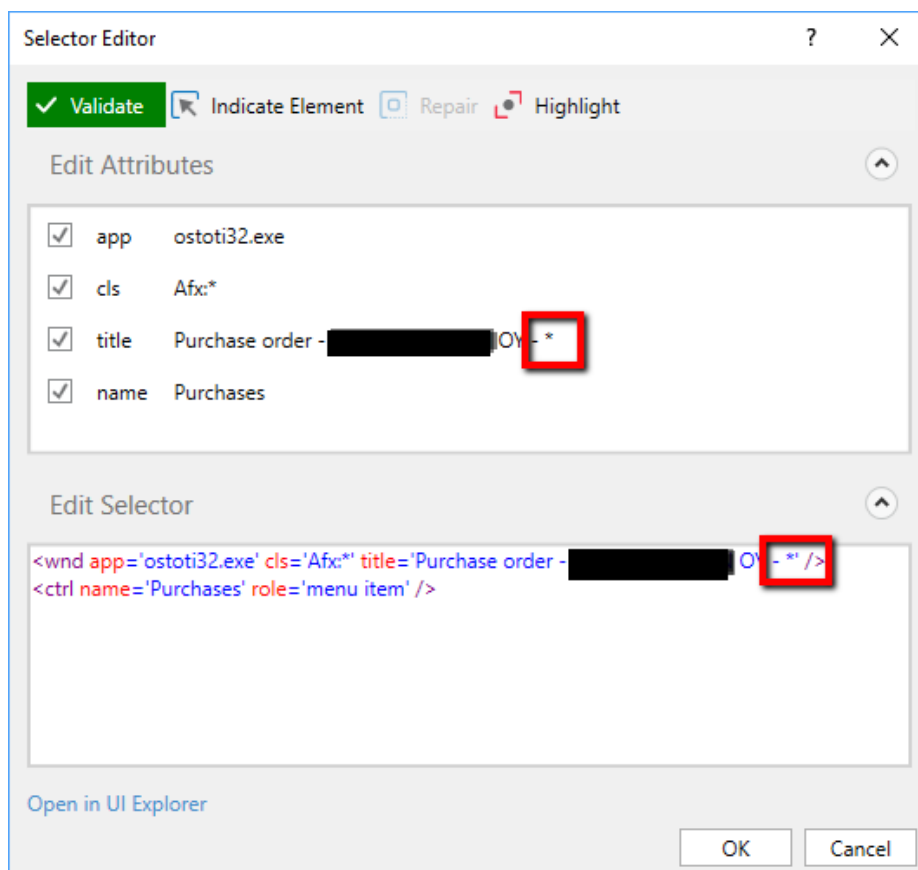 Selector Editor ?
Validate Indicate Element Repair Highlight
Edit Attributes
app ostoti32.exe
cls Afx:*
title Purchase order - OY - *
name Purchases
Edit Selector
<wnd app='ostoti32.exe' cls='Afx:*' title='Purchase order - OY - *' />
<ctrl name='Purchases' role='menu item' />
Open in UI Explorer
OK Cancel